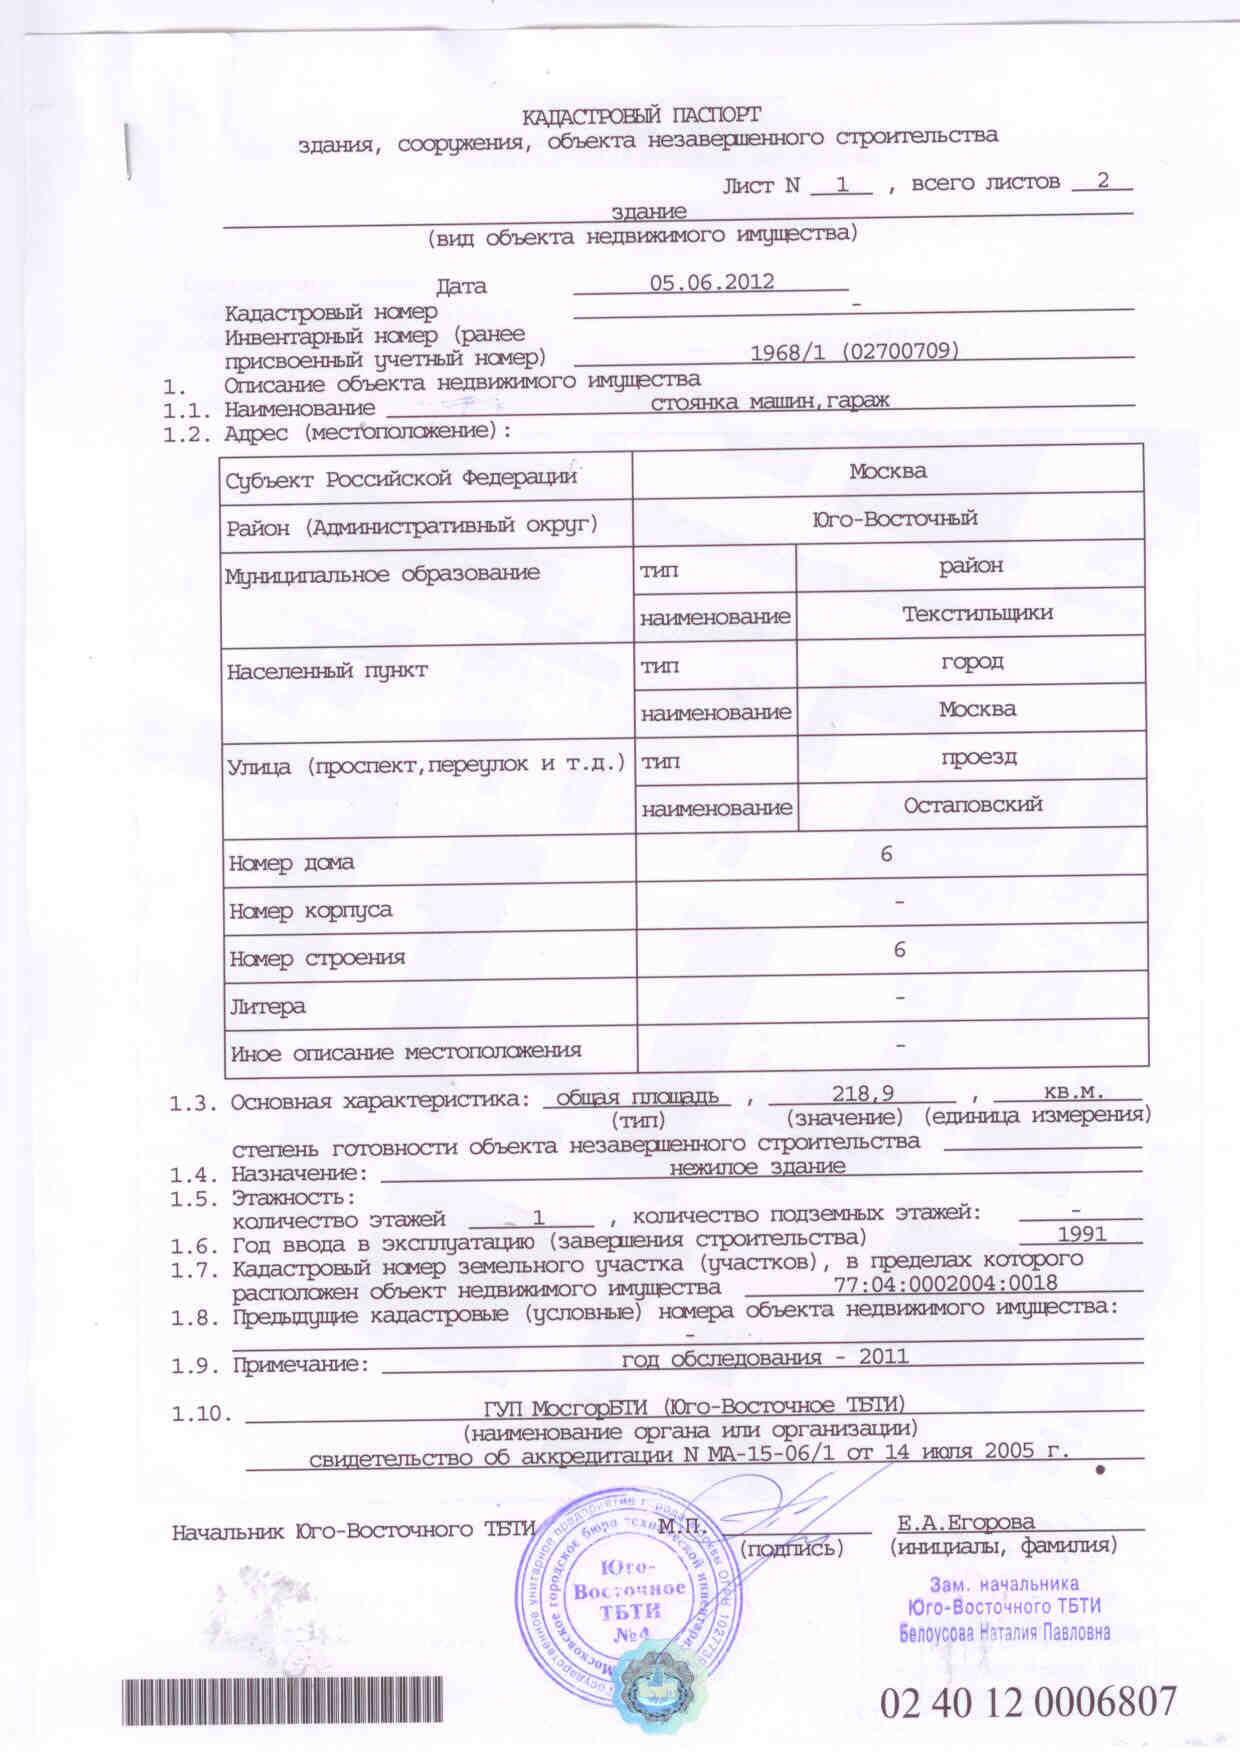 КАДАСТРОВЫЙ ПАСПОРТ
здания, сооружения, объекта незавершенного строительства
Лист N 1 , всего листов 2
здание
(вид объекта недвижимого имущества)
Дата 05.06.2012
Кадастровый номер -
Инвентарный номер (ранее
присвоенный учетный номер) 1968/1 (02700709)
1. Описание объекта недвижимого имущества
1.1. Наименование стоянка машин,гараж
1.2. Адрес (местоположение):
Субъект Российской Федерации Москва
Район (Административный округ) Юго-Восточный
Муниципальное образование тип район
наименование Текстильщики
Населенный пункт тип город
наименование Москва
Улица (проспект,переулок и т.д.) тип проезд
наименование Остаповский
Номер дома 6
Номер корпуса -
Номер строения 6
Литера -
Иное описание местоположения -
1.3. Основная характеристика: общая площадь , 218,9 , кв.м.
(тип) (значение) (единица измерения)
степень готовности объекта незавершенного строительства
1.4. Назначение: нежилое здание
1.5. Этажность:
количество этажей 1 , количество подземных этажей: -
1.6. Год ввода в эксплуатацию (завершения строительства) 1991
1.7. Кадастровый номер земельного участка (участков), в пределах которого
расположен объект недвижимого имущества 77:04:0002004:0018
1.8. Предыдущие кадастровые (условные) номера объекта недвижимого имущества:
-
1.9. Примечание: год обследования - 2011
1.10. ГУП МосгорБТИ (Юго-Восточное ТБТИ)
(наименование органа или организации)
свидетельство об аккредитации N МА-15-06/1 от 14 июля 2005 г.
Начальник Юго-Восточного ТБТИ М.П. Е.А.Егорова
(подпись) (инициалы, фамилия)
Юго-
Восточное
ТБТИ
№4
Зам. начальника
Юго-Восточного ТБТИ
Белоусова Наталия Павловна
02 40 12 0006807